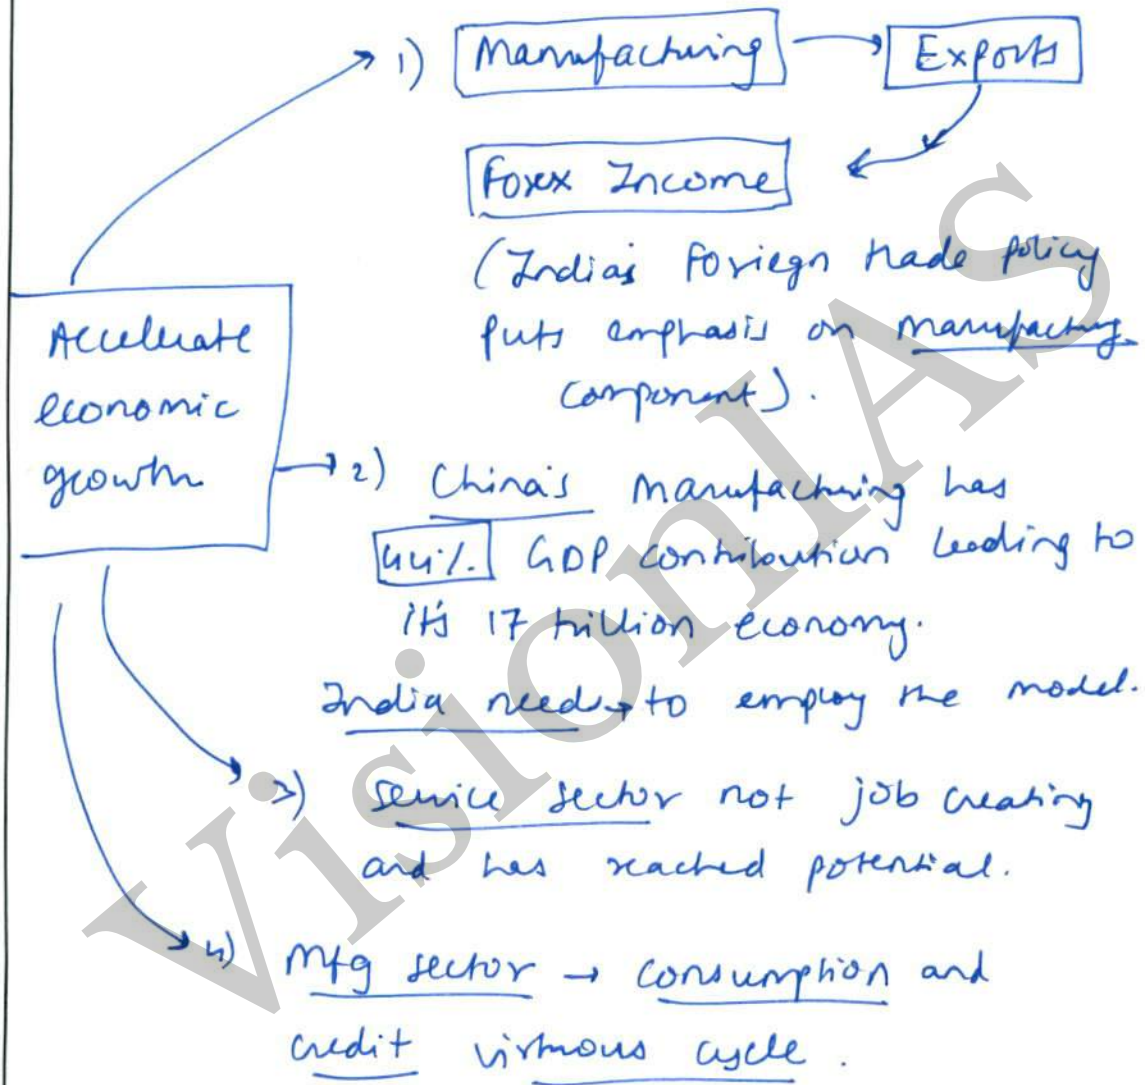 1) Manufacturing → Exports
Forex Income
(India's Foriegn trade policy
puts emphasis on manufacturing
component).
Accelerate
economic
growth
→ 2) China's manufacturing has
44%. GDP contribution leading to
it's 17 trillion economy.
India needs to employ the model.
3) Service sector not job creating
and has reached potential.
4) Mfg sector → consumption and
credit virtuous cycle.
VisionIAS